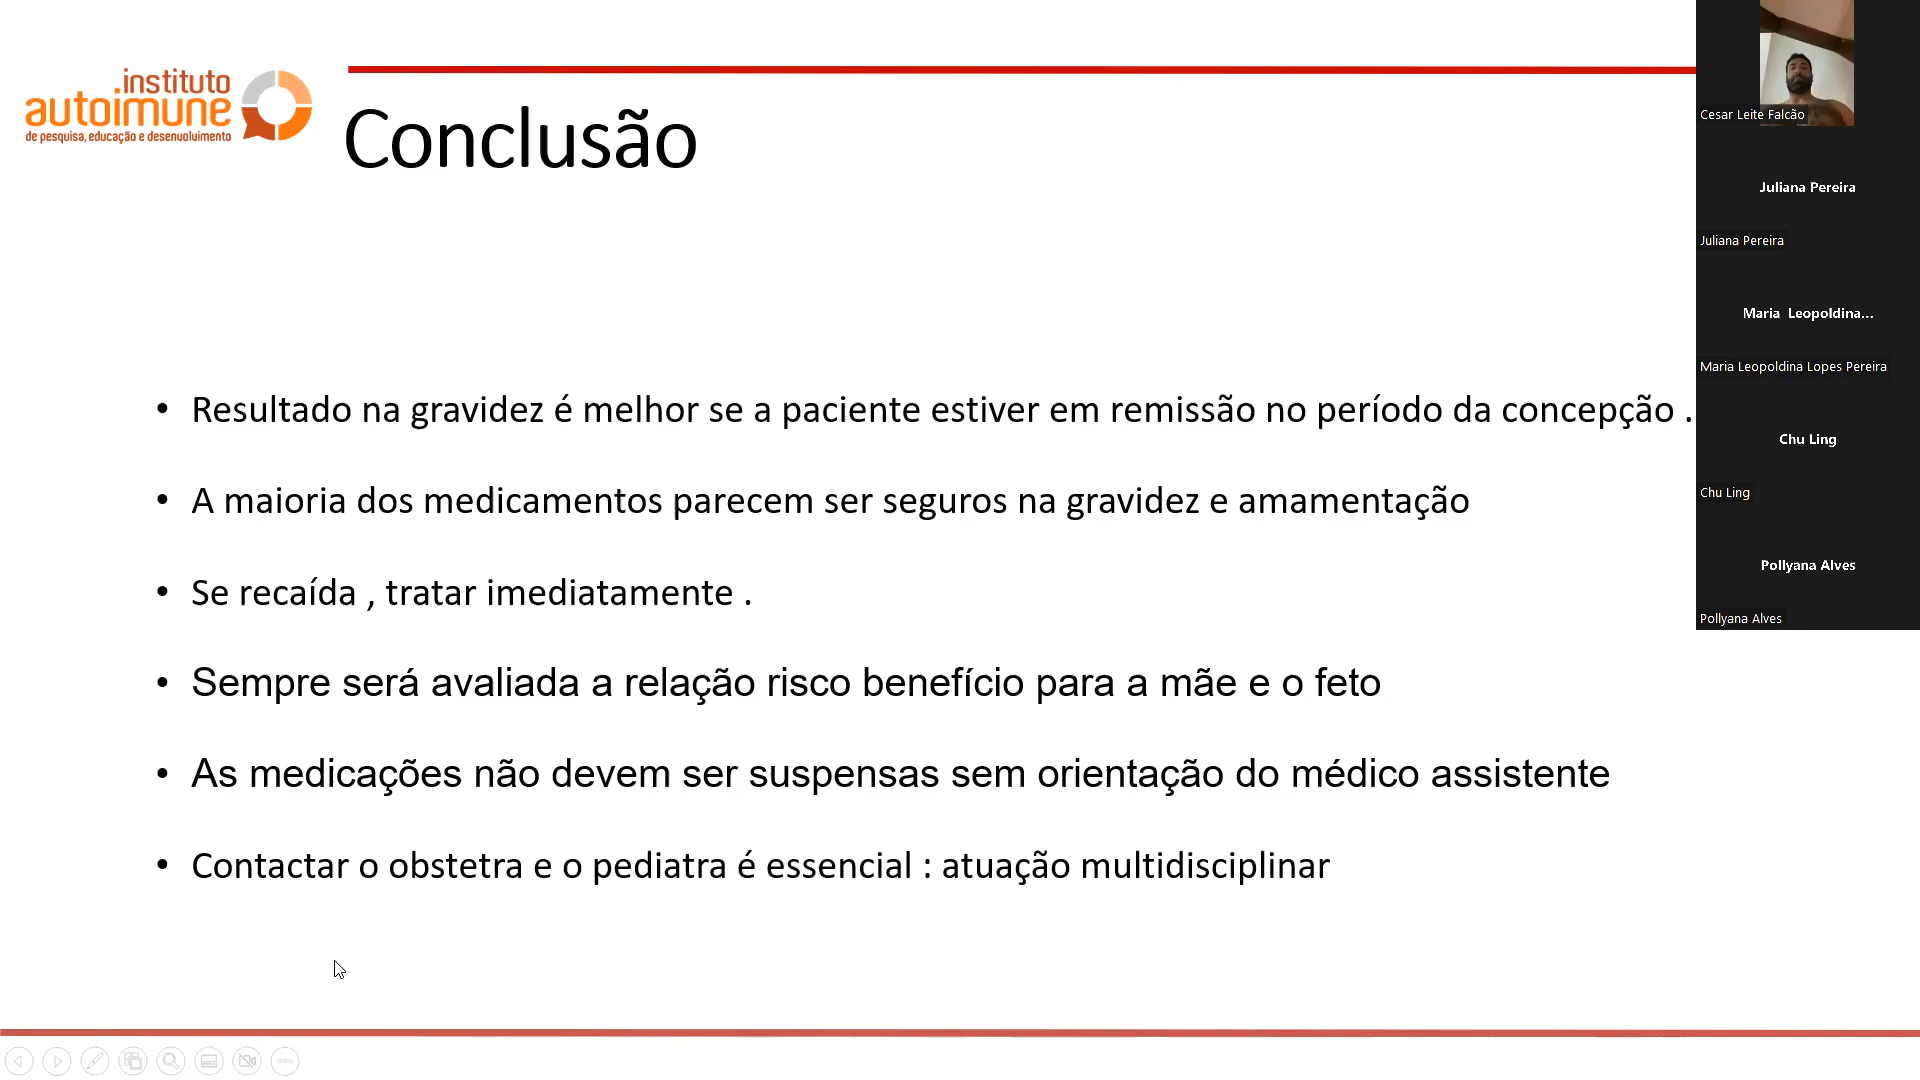 instituto
autoimune
de pesquisa, educação e desenvolvimento
Conclusão
• Resultado na gravidez é melhor se a paciente estiver em remissão no período da concepção .
• A maioria dos medicamentos parecem ser seguros na gravidez e amamentação
• Se recaída , tratar imediatamente .
• Sempre será avaliada a relação risco benefício para a mãe e o feto
• As medicações não devem ser suspensas sem orientação do médico assistente
• Contactar o obstetra e o pediatra é essencial : atuação multidisciplinar
Cesar Leite Falcão
Juliana Pereira
Juliana Pereira
Maria Leopoldina...
Maria Leopoldina Lopes Pereira
Chu Ling
Chu Ling
Pollyana Alves
Pollyana Alves